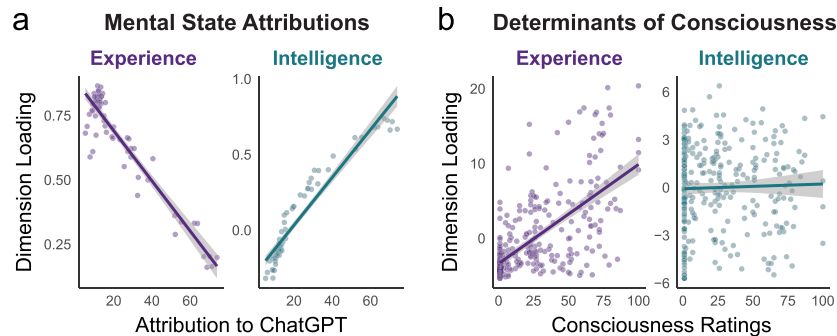 a
Mental State Attributions
Experience
Intelligence
Dimension Loading
0.75
0.50
0.25
20 40 60
1.0
0.5
0.0
20 40 60
Attribution to ChatGPT
b
Determinants of Consciousness
Experience
Intelligence
Dimension Loading
20
10
0
0 25 50 75 100
6
3
0
−3
−6
0 25 50 75 100
Consciousness Ratings